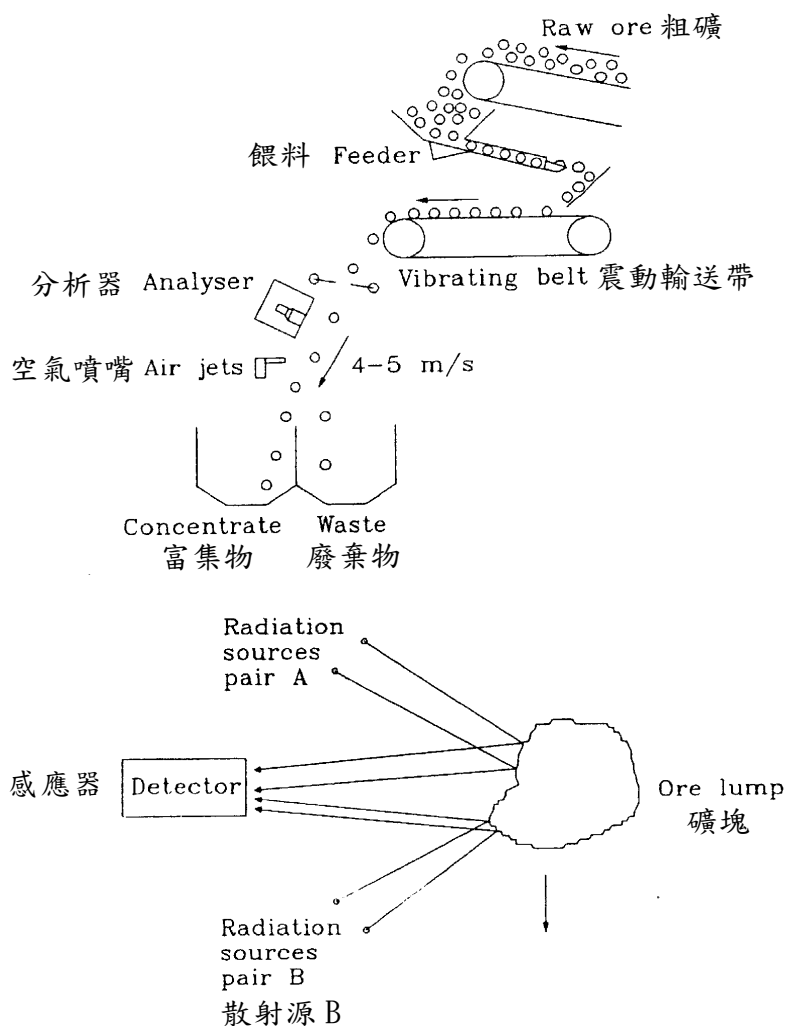 Raw ore 粗礦
餵料 Feeder
分析器 Analyser
Vibrating belt 震動輸送帶
空氣噴嘴 Air jets
4-5 m/s
Concentrate
富集物
Waste
廢棄物
Radiation
sources
pair A
感應器
Detector
Ore lump
礦塊
Radiation
sources
pair B
散射源 B